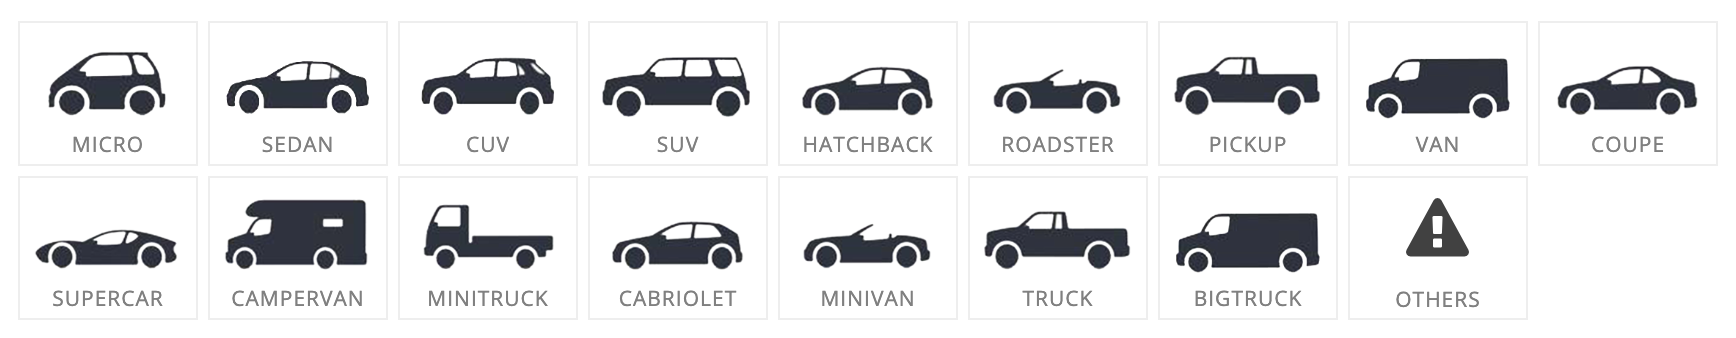 MICRO
SEDAN
CUV
SUV
HATCHBACK
ROADSTER
PICKUP
VAN
COUPE
SUPERCAR
CAMPERVAN
MINITRUCK
CABRIOLET
MINIVAN
TRUCK
BIGTRUCK
OTHERS